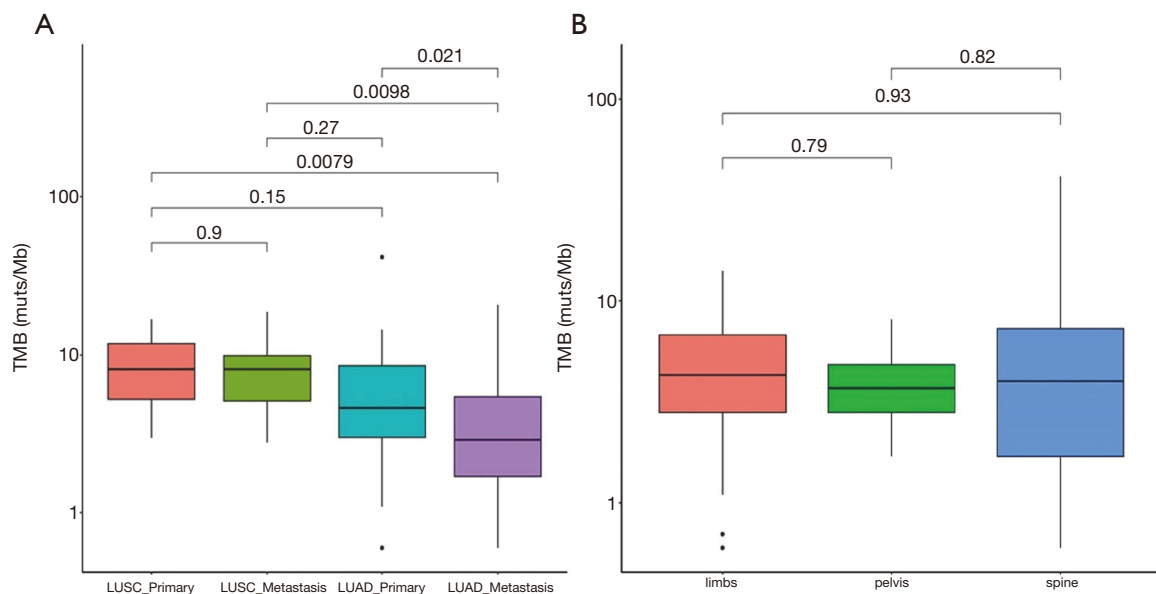 A
0.021
0.0098
0.27
0.0079
0.15
0.9
TMB (muts/Mb)
100
10
1
LUSC_Primary
LUSC_Metastasis
LUAD_Primary
LUAD_Metastasis
B
0.82
0.93
0.79
TMB (muts/Mb)
100
10
1
limbs
pelvis
spine